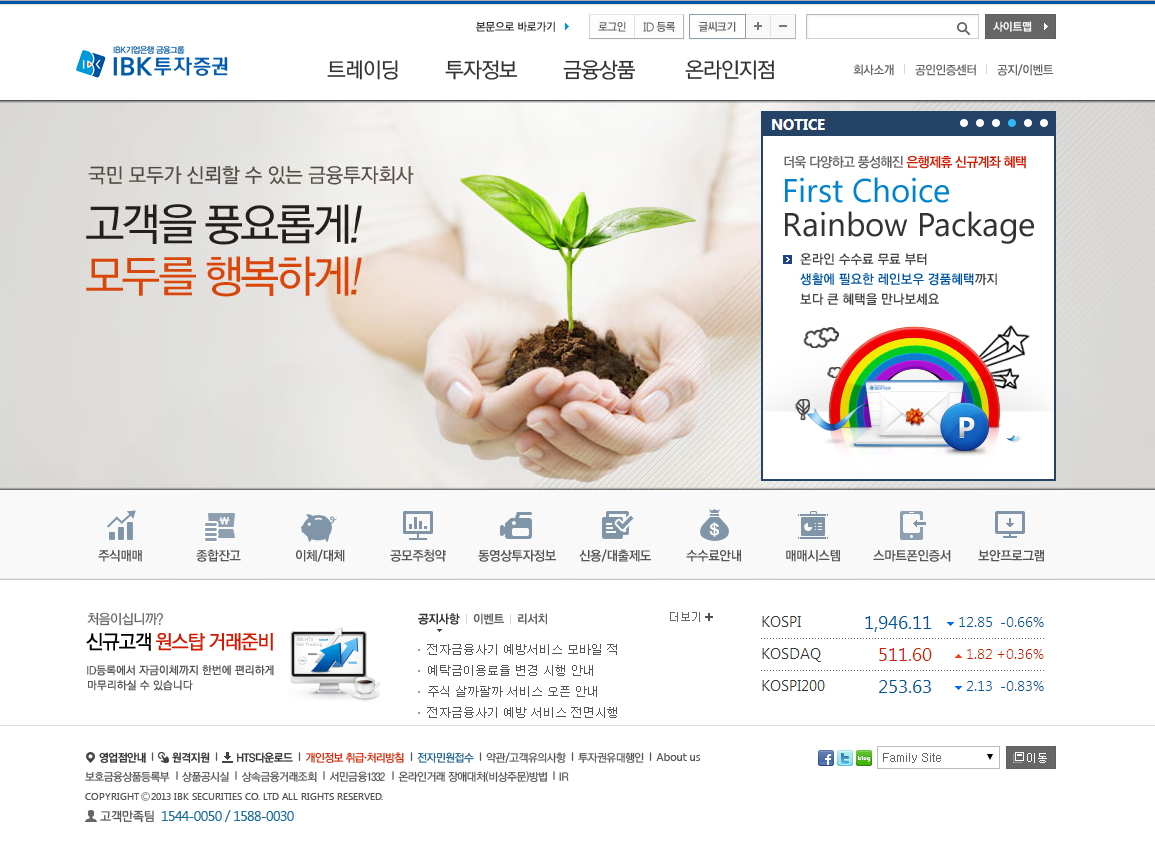 본문으로 바로가기
로그인 ID 등록 글씨크기 + −
사이트맵
IBK기업은행 금융그룹
IBK투자증권
트레이딩 투자정보 금융상품 온라인지점
회사소개 공인인증센터 공지/이벤트
국민 모두가 신뢰할 수 있는 금융투자회사
고객을 풍요롭게!
모두를 행복하게!
NOTICE
더욱 다양하고 풍성해진 은행제휴 신규계좌 혜택
First Choice
Rainbow Package
온라인 수수료 무료 부터
생활에 필요한 레인보우 경품혜택까지
보다 큰 혜택을 만나보세요
P
주식매매 종합잔고 이체/대체 공모주청약 동영상투자정보 신용/대출제도 수수료안내 매매시스템 스마트폰인증서 보안프로그램
처음이십니까?
신규고객 원스탑 거래준비
ID등록에서 자금이체까지 한번에 편리하게
마무리하실 수 있습니다
공지사항 이벤트 리서치 더보기 +
· 전자금융사기 예방서비스 모바일 적
· 예탁금이용료율 변경 시행 안내
· 주식 살까팔까 서비스 오픈 안내
· 전자금융사기 예방 서비스 전면시행
KOSPI 1,946.11 12.85 -0.66%
KOSDAQ 511.60 1.82 +0.36%
KOSPI200 253.63 2.13 -0.83%
영업점안내 원격지원 HTS다운로드 개인정보 취급·처리방침 전자민원접수 약관/고객유의사항 투자권유대행인 About us
보호금융상품등록부 상품공시실 상속금융거래조회 서민금융1332 온라인거래 장애대처(비상주문)방법 IR
COPYRIGHT©2013 IBK SECURITIES CO. LTD ALL RIGHTS RESERVED.
고객만족팀 1544-0050 / 1588-0030
blog Family Site 이동